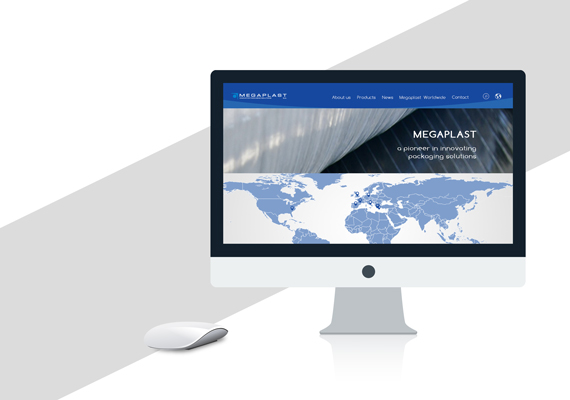 MEGAPLAST
About us Products News Megaplast Worldwide Contact
MEGAPLAST
a pioneer in innovating
packaging solutions